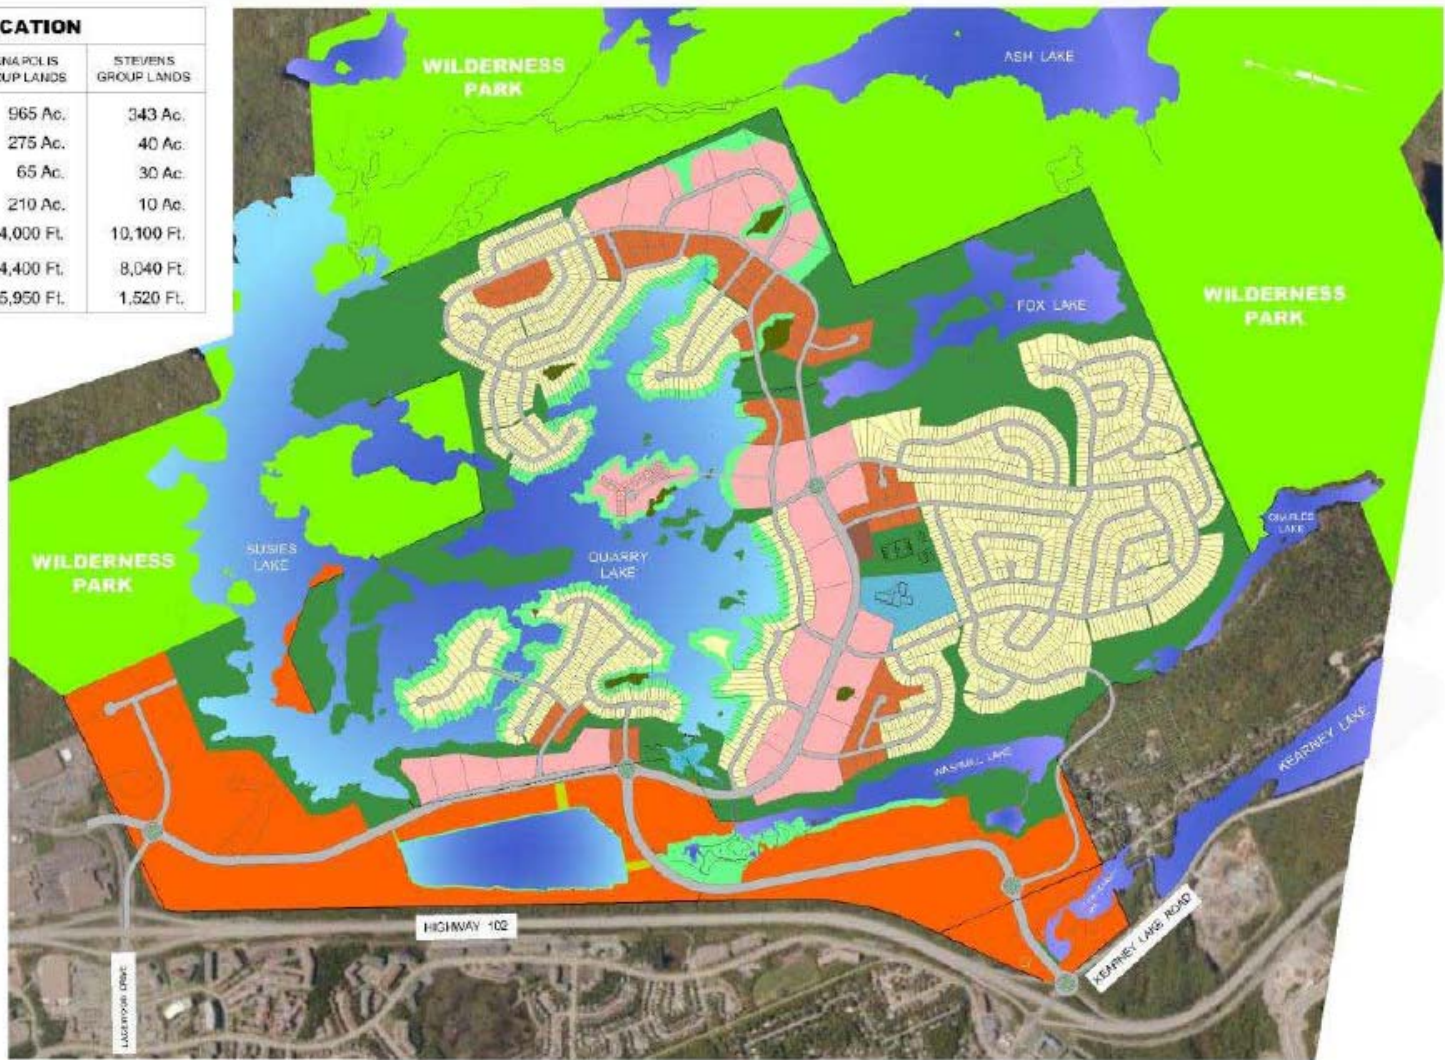 CATION
NAPOLIS
UP LANDS
STEVENS
GROUP LANDS
965 Ac.
343 Ac.
275 Ac.
40 Ac.
65 Ac.
30 Ac.
210 Ac.
10 Ac.
4,000 Ft.
10,100 Ft.
4,400 Ft.
8,040 Ft.
5,950 Ft.
1,520 Ft.
WILDERNESS
PARK
ASH LAKE
FOX LAKE
WILDERNESS
PARK
CHARLES
LAKE
WILDERNESS
PARK
SUSIES
LAKE
QUARRY
LAKE
WASHMILL LAKE
KEARNEY LAKE
HIGHWAY 102
KEARNEY LAKE ROAD
LACEWOOD DRIVE